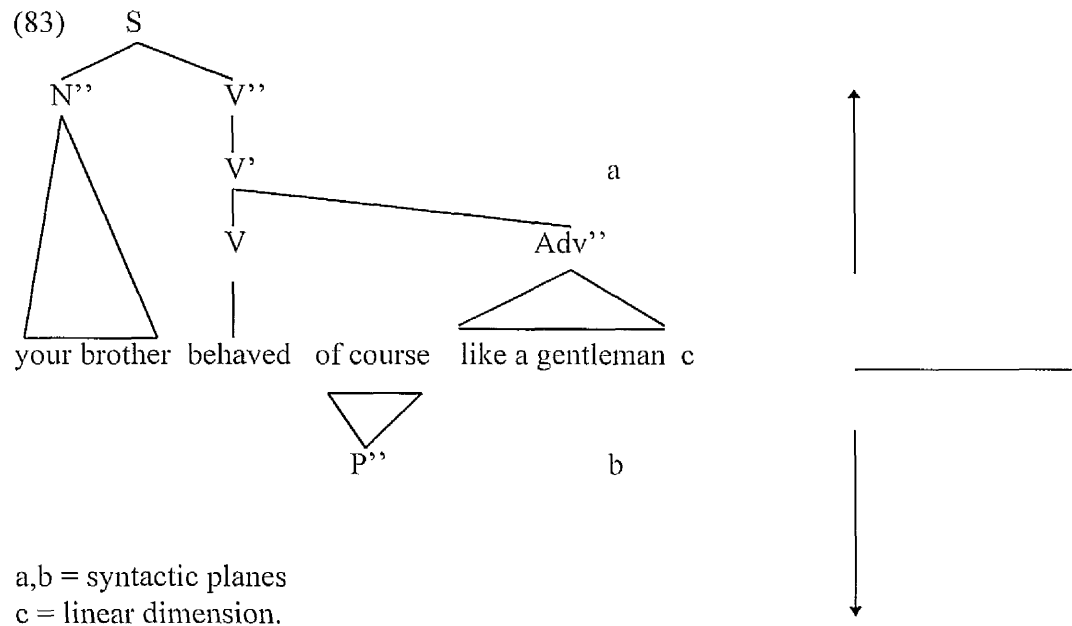 (83) S
N’’ V’’
V' a
V Adv’’
your brother behaved of course like a gentleman c
P’’ b
a,b = syntactic planes
c = linear dimension.